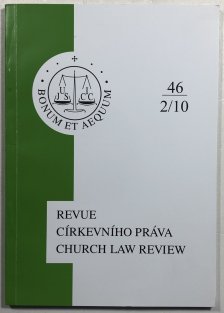 BONUM ET AEQUUM
46
2/10
REVUE
CÍRKEVNÍHO PRÁVA
CHURCH LAW REVIEW